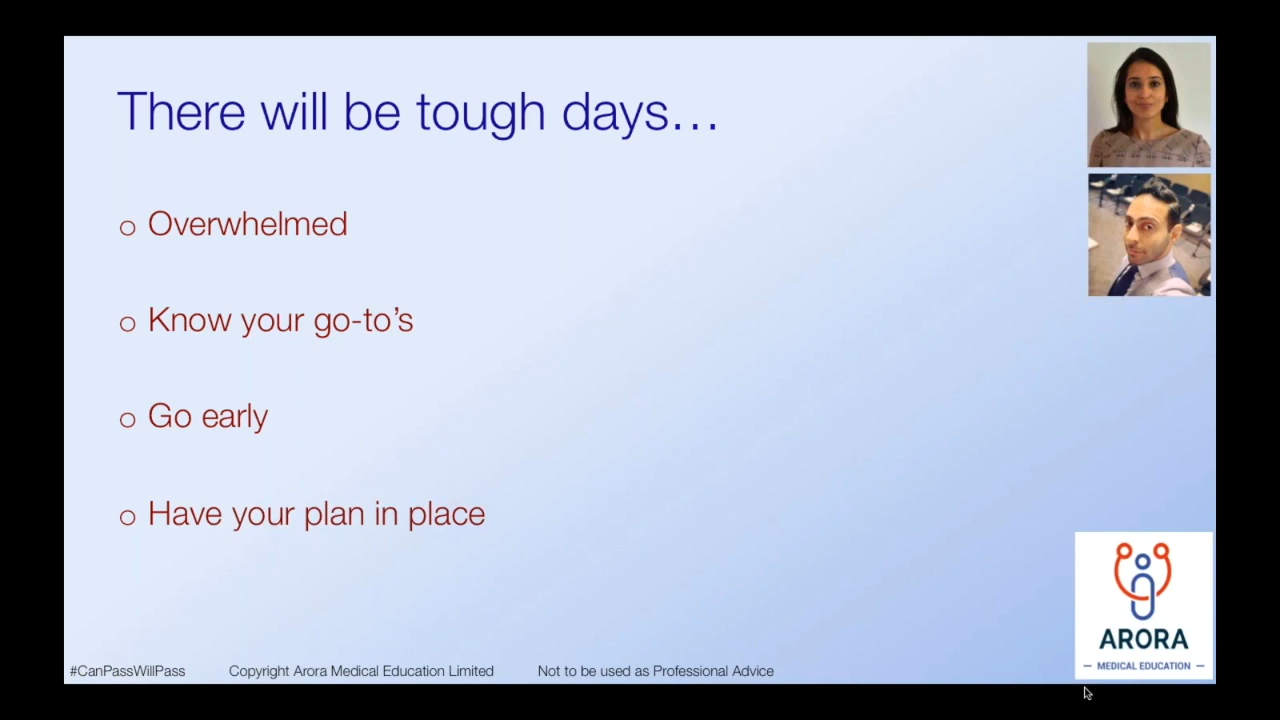 There will be tough days...
o Overwhelmed
o Know your go-to’s
o Go early
o Have your plan in place
ARORA
— MEDICAL EDUCATION —
#CanPassWillPass Copyright Arora Medical Education Limited Not to be used as Professional Advice